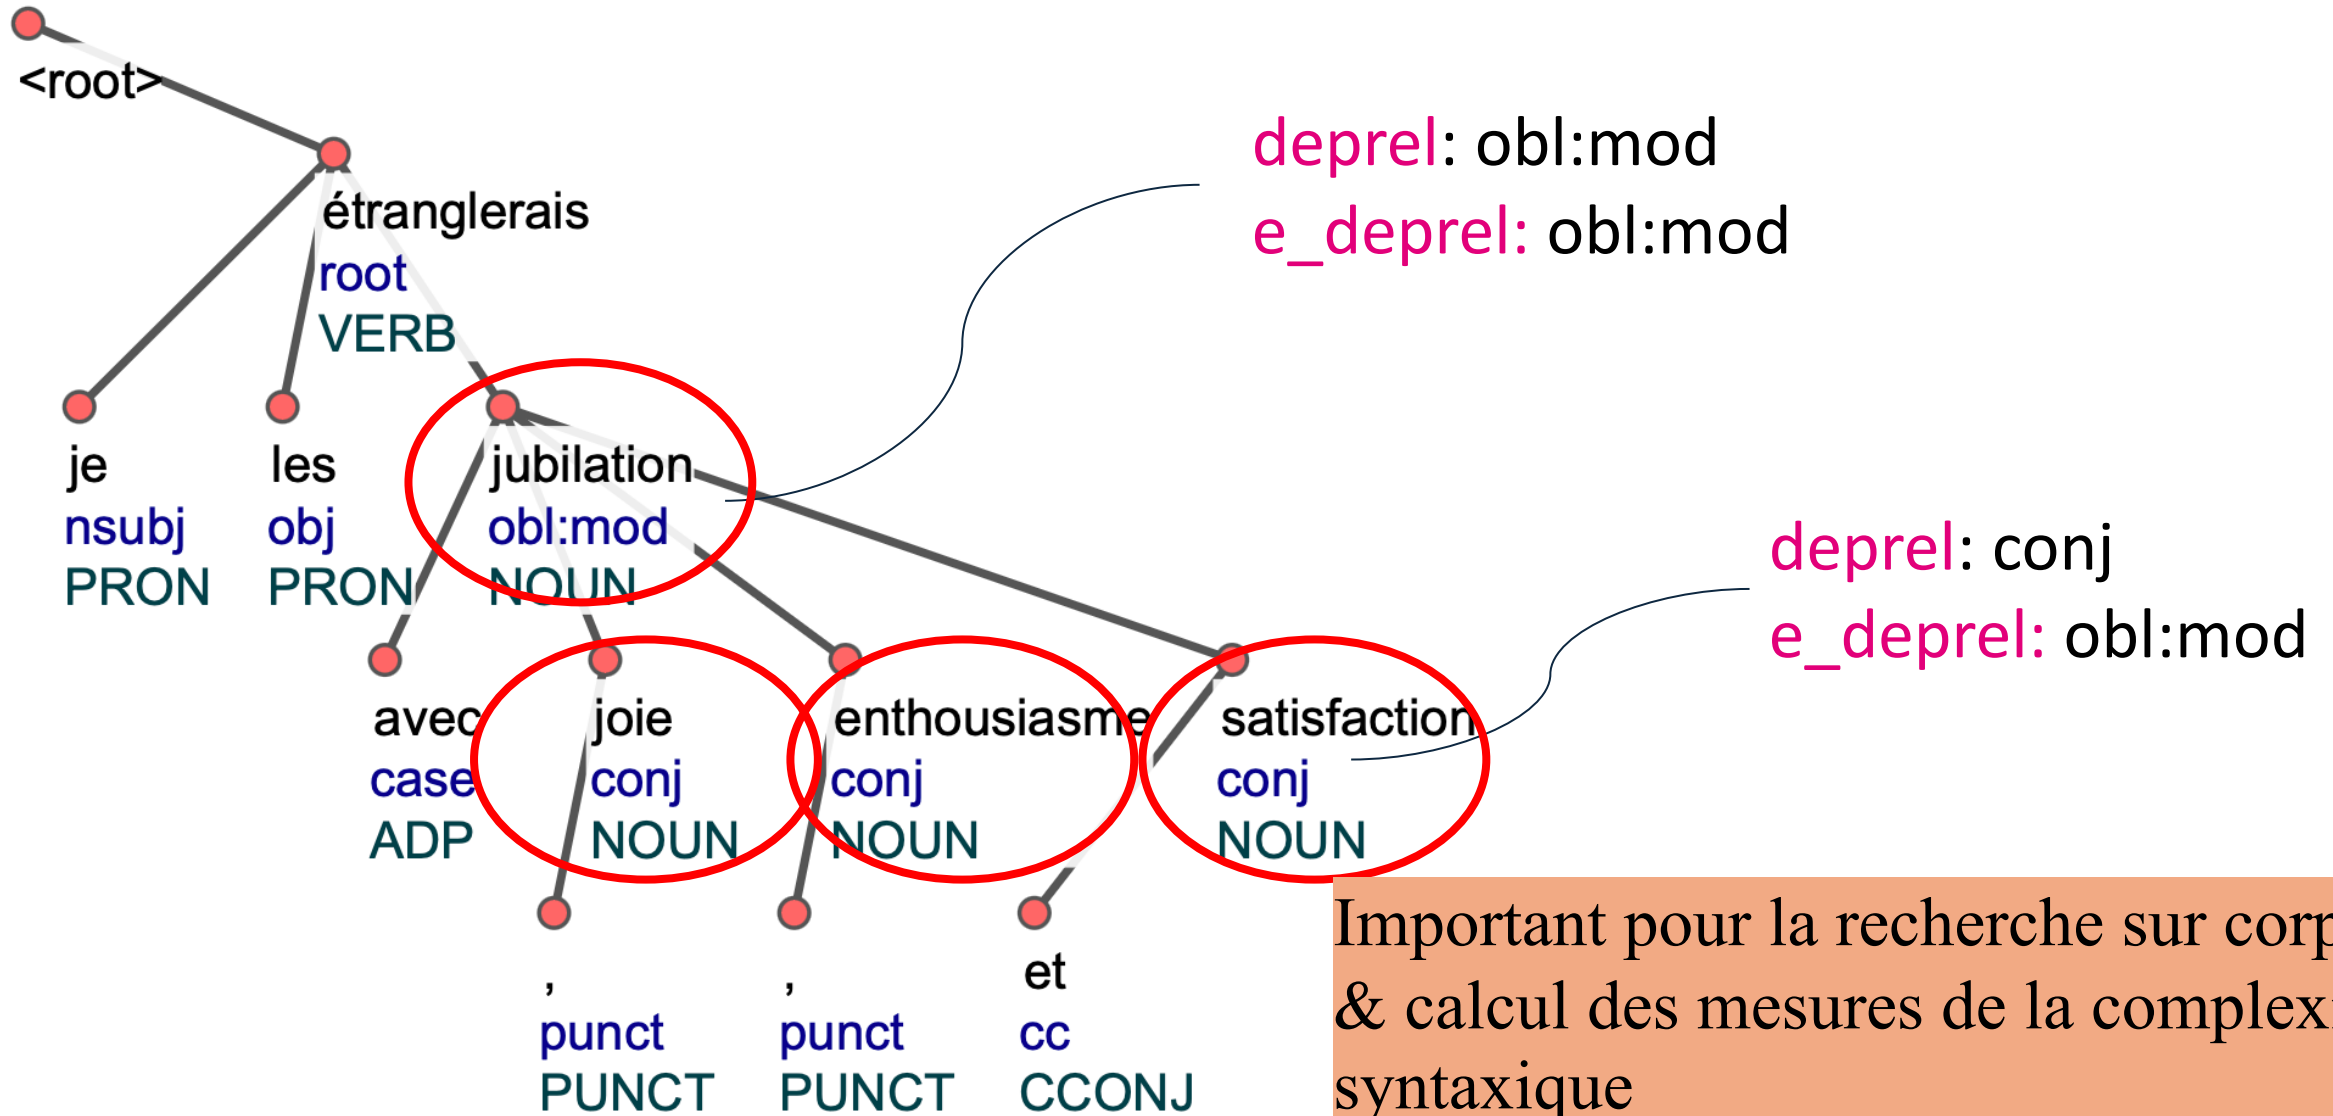 <root>
étranglerais
root
VERB
je
nsubj
PRON
les
obj
PRON
jubilation
obl:mod
NOUN
avec
case
ADP
joie
conj
NOUN
enthousiasme
conj
NOUN
satisfaction
conj
NOUN
,
punct
PUNCT
,
punct
PUNCT
et
cc
CCONJ
deprel: obl:mod
e_deprel: obl:mod
deprel: conj
e_deprel: obl:mod
Important pour la recherche sur
& calcul des mesures de la
syntaxique